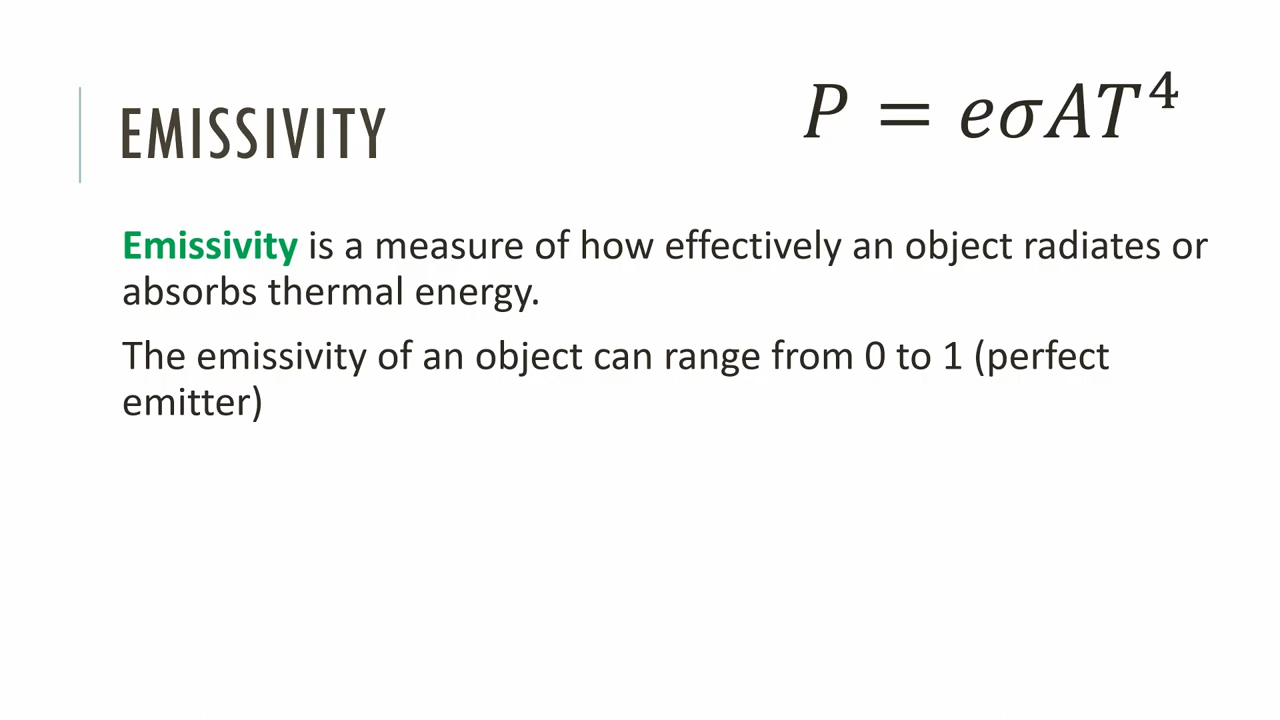 EMISSIVITY
P = eσAT⁴
Emissivity is a measure of how effectively an object radiates or
absorbs thermal energy.
The emissivity of an object can range from 0 to 1 (perfect
emitter)